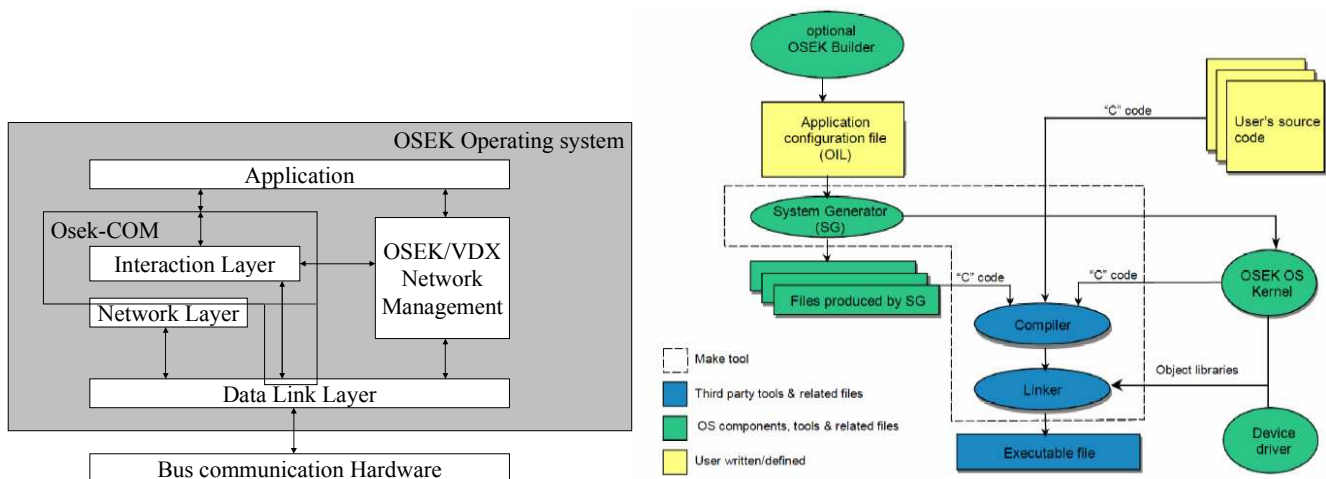 OSEK Operating system
Application
Osek-COM
Interaction Layer
OSEK/VDX
Network
Management
Network Layer
Data Link Layer
Bus communication Hardware
optional
OSEK Builder
Application
configuration file
(OIL)
"C" code
User's source
code
System Generator
(SG)
"C" code
"C" code
OSEK OS
Kernel
Files produced by SG
Compiler
Make tool
Object libraries
Linker
Third party tools & related files
OS components, tools & related files
Device
driver
Executable file
User written/defined